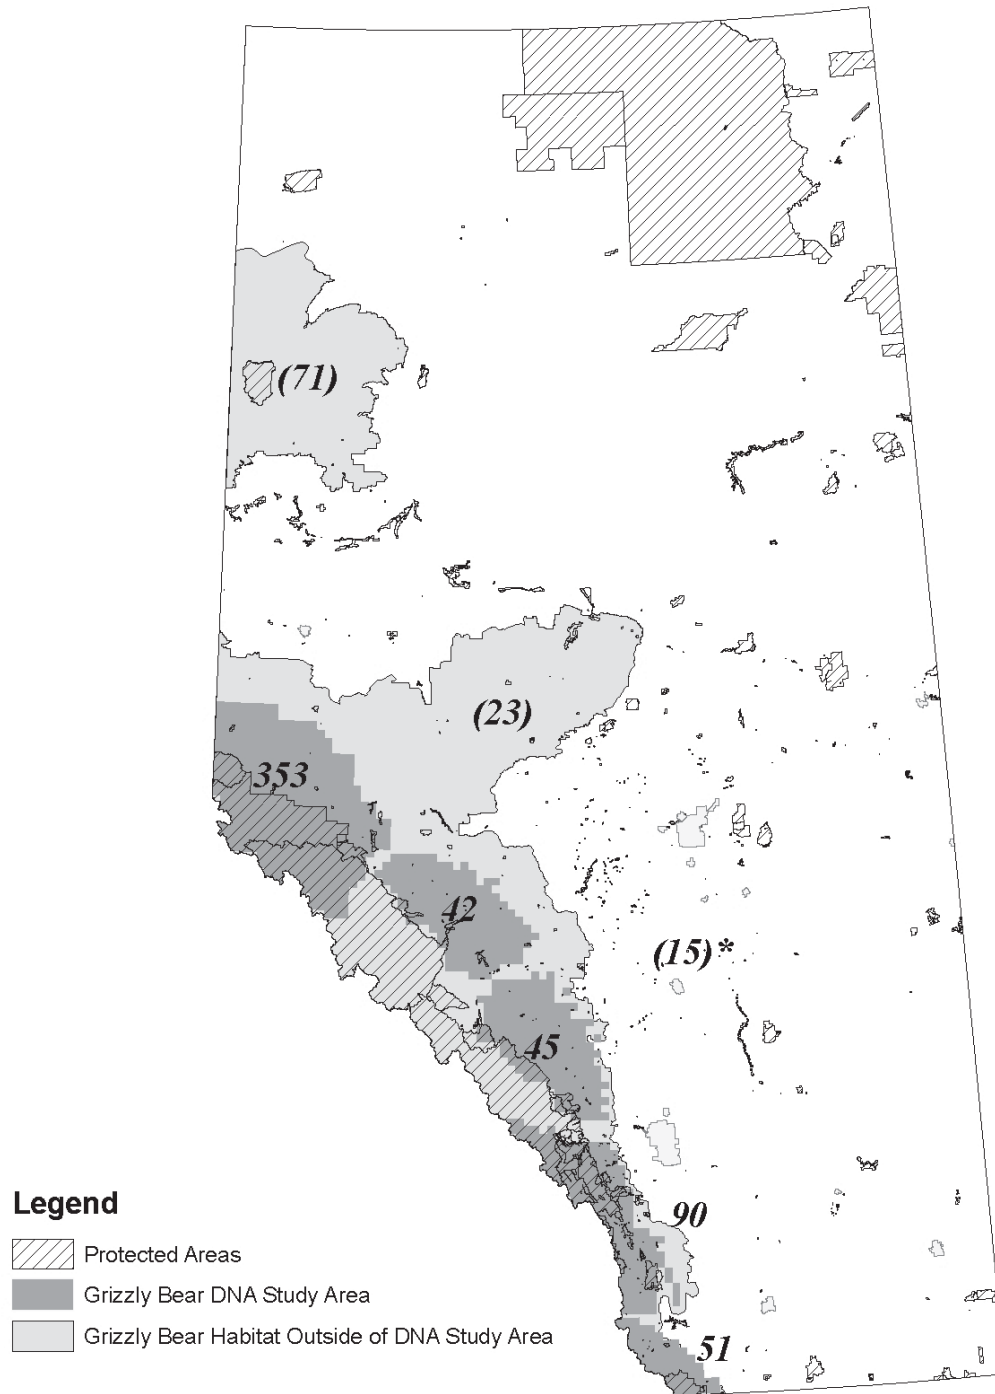 (71)
(23)
353
42
(15)*
45
90
51
Legend
Protected Areas
Grizzly Bear DNA Study Area
Grizzly Bear Habitat Outside of DNA Study Area